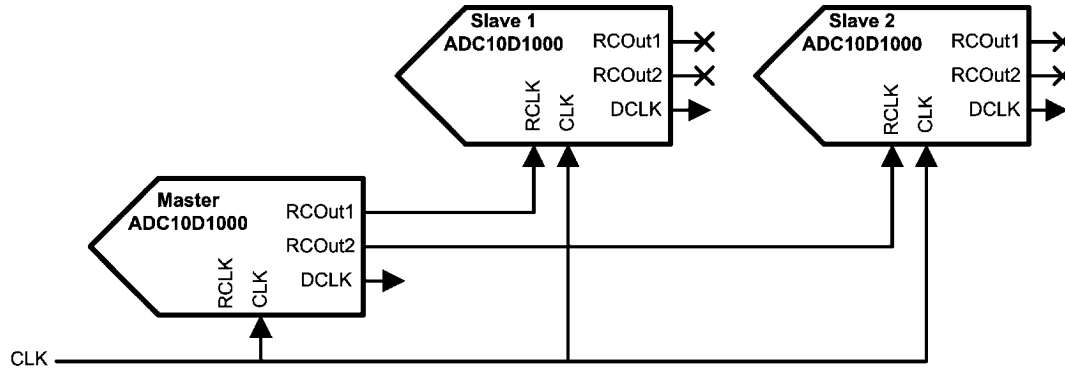 Slave 1
ADC10D1000
RCOut1
RCOut2
DCLK
RCLK
CLK
Slave 2
ADC10D1000
RCOut1
RCOut2
DCLK
RCLK
CLK
Master
ADC10D1000
RCOut1
RCOut2
DCLK
RCLK
CLK
CLK